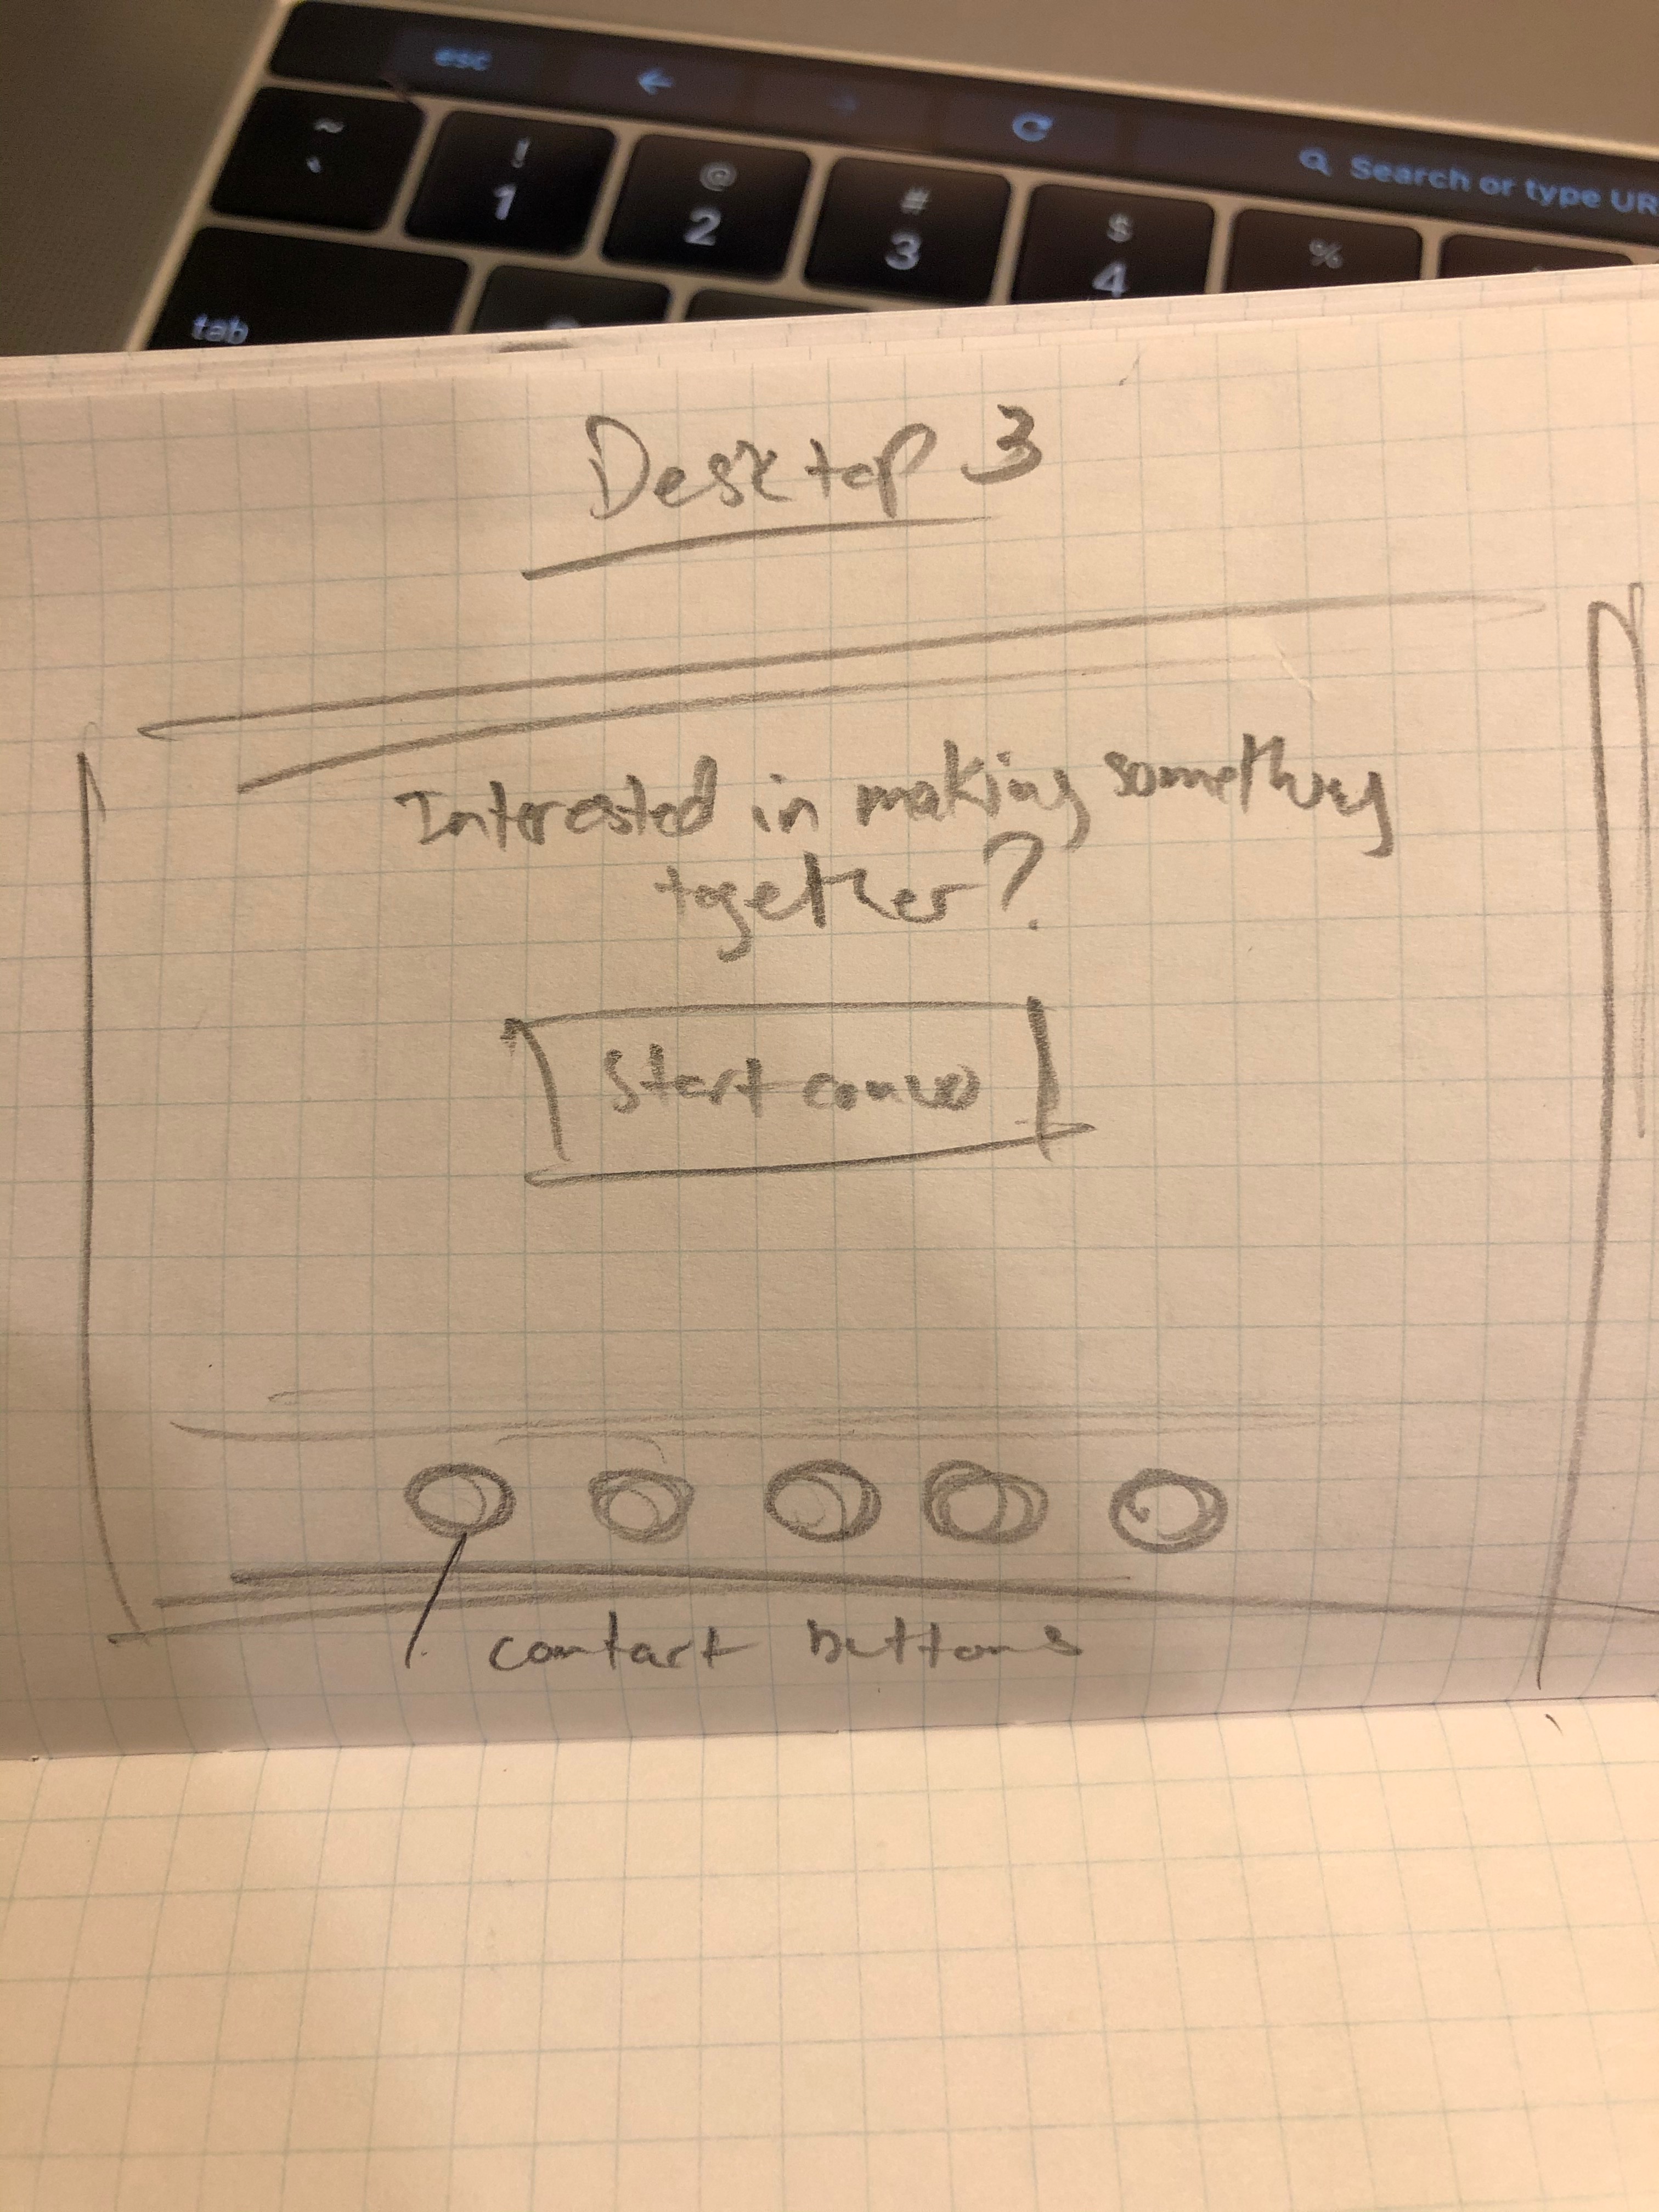 esc
Search or type UR
~
`
!
1
@
2
#
3
$
4
%
tab
Desktop 3
Interested in making something
together?
Start convo
contact buttons